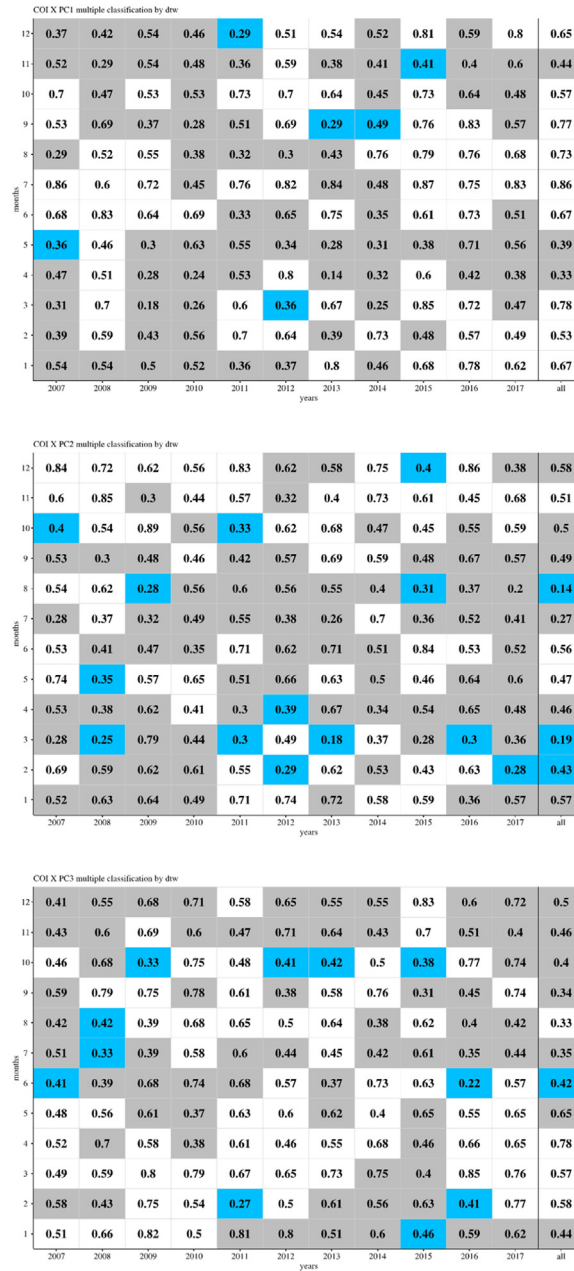 COI X PC1 multiple classification by dtw
12 0.37 0.42 0.54 0.46 0.29 0.51 0.54 0.52 0.81 0.59 0.8 0.65
11 0.52 0.29 0.54 0.48 0.36 0.59 0.38 0.41 0.41 0.4 0.6 0.44
10 0.7 0.47 0.53 0.53 0.73 0.7 0.64 0.45 0.73 0.64 0.48 0.57
9 0.53 0.69 0.37 0.28 0.51 0.69 0.29 0.49 0.76 0.83 0.57 0.77
8 0.29 0.52 0.55 0.38 0.32 0.3 0.43 0.76 0.79 0.76 0.68 0.73
7 0.86 0.6 0.72 0.45 0.76 0.82 0.84 0.48 0.87 0.75 0.83 0.86
months
6 0.68 0.83 0.64 0.69 0.33 0.65 0.75 0.35 0.61 0.73 0.51 0.67
5 0.36 0.46 0.3 0.63 0.55 0.34 0.28 0.31 0.38 0.71 0.56 0.39
4 0.47 0.51 0.28 0.24 0.53 0.8 0.14 0.32 0.6 0.42 0.38 0.33
3 0.31 0.7 0.18 0.26 0.6 0.36 0.67 0.25 0.85 0.72 0.47 0.78
2 0.39 0.59 0.43 0.56 0.7 0.64 0.39 0.73 0.48 0.57 0.49 0.53
1 0.54 0.54 0.5 0.52 0.36 0.37 0.8 0.46 0.68 0.78 0.62 0.67
2007 2008 2009 2010 2011 2012 2013 2014 2015 2016 2017 all
years
COI X PC2 multiple classification by dtw
12 0.84 0.72 0.62 0.56 0.83 0.62 0.58 0.75 0.4 0.86 0.38 0.58
11 0.6 0.85 0.3 0.44 0.57 0.32 0.4 0.73 0.61 0.45 0.68 0.51
10 0.4 0.54 0.89 0.56 0.33 0.62 0.68 0.47 0.45 0.55 0.59 0.5
9 0.53 0.3 0.48 0.46 0.42 0.57 0.69 0.59 0.48 0.67 0.57 0.49
8 0.54 0.62 0.28 0.56 0.6 0.56 0.55 0.4 0.31 0.37 0.2 0.14
7 0.28 0.37 0.32 0.49 0.55 0.38 0.26 0.7 0.36 0.52 0.41 0.27
months
6 0.53 0.41 0.47 0.35 0.71 0.62 0.71 0.51 0.84 0.53 0.52 0.56
5 0.74 0.35 0.57 0.65 0.51 0.66 0.63 0.5 0.46 0.64 0.6 0.47
4 0.53 0.38 0.62 0.41 0.3 0.39 0.67 0.34 0.54 0.65 0.48 0.46
3 0.28 0.25 0.79 0.44 0.3 0.49 0.18 0.37 0.28 0.3 0.36 0.19
2 0.69 0.59 0.62 0.61 0.55 0.29 0.62 0.53 0.43 0.63 0.28 0.43
1 0.52 0.63 0.64 0.49 0.71 0.74 0.72 0.58 0.59 0.36 0.57 0.57
2007 2008 2009 2010 2011 2012 2013 2014 2015 2016 2017 all
years
COI X PC3 multiple classification by dtw
12 0.41 0.55 0.68 0.71 0.58 0.65 0.55 0.55 0.83 0.6 0.72 0.5
11 0.43 0.6 0.69 0.6 0.47 0.71 0.64 0.43 0.7 0.51 0.4 0.46
10 0.46 0.68 0.33 0.75 0.48 0.41 0.42 0.5 0.38 0.77 0.74 0.4
9 0.59 0.79 0.75 0.78 0.61 0.38 0.58 0.76 0.31 0.45 0.74 0.34
8 0.42 0.42 0.39 0.68 0.65 0.5 0.64 0.38 0.62 0.4 0.42 0.33
7 0.51 0.33 0.39 0.58 0.6 0.44 0.45 0.42 0.61 0.35 0.44 0.35
months
6 0.41 0.39 0.68 0.74 0.68 0.57 0.37 0.73 0.63 0.22 0.57 0.42
5 0.48 0.56 0.61 0.37 0.63 0.6 0.62 0.4 0.65 0.55 0.65 0.65
4 0.52 0.7 0.58 0.38 0.61 0.46 0.55 0.68 0.46 0.66 0.65 0.78
3 0.49 0.59 0.8 0.79 0.67 0.65 0.73 0.75 0.4 0.85 0.76 0.57
2 0.58 0.43 0.75 0.54 0.27 0.5 0.61 0.56 0.63 0.41 0.77 0.58
1 0.51 0.66 0.82 0.5 0.81 0.8 0.51 0.6 0.46 0.59 0.62 0.44
2007 2008 2009 2010 2011 2012 2013 2014 2015 2016 2017 all
years